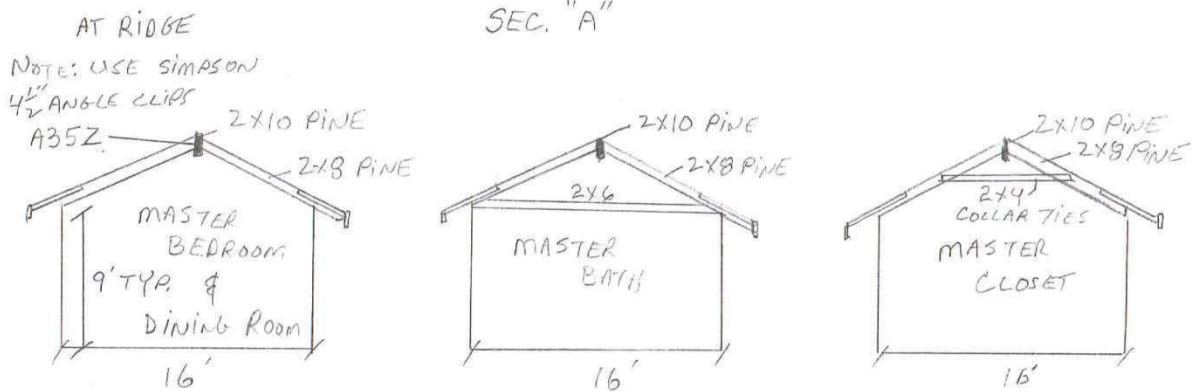 AT RIDGE
SEC. "A"
NOTE: USE SIMPSON
4 1/2" ANGLE CLIPS
A35Z
2X10 PINE
2X8 PINE
MASTER
BEDROOM
9' TYP. &
DINING ROOM
16'
2X10 PINE
2X8 PINE
2X6
MASTER
BATH
16'
2X10 PINE
2X8 PINE
2X4
COLLAR TIES
MASTER
CLOSET
16'